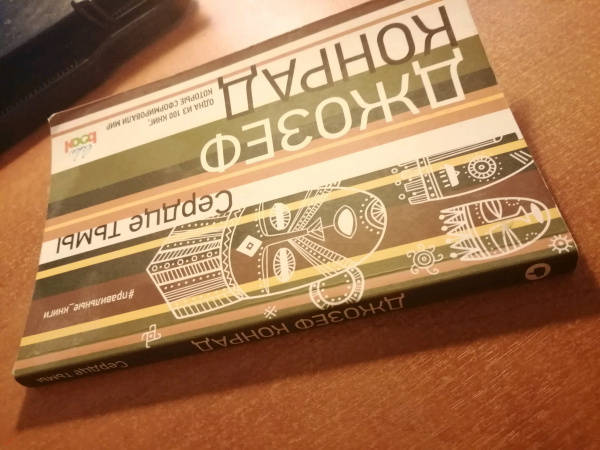 ДЖОЗЕФ
КОНРАД
ОДНА ИЗ 100 КНИГ,
КОТОРЫЕ СФОРМИРОВАЛИ МИР
Сердце тьмы
#правильные_книги
ДЖОЗЕФ КОНРАД
Сердце тьмы